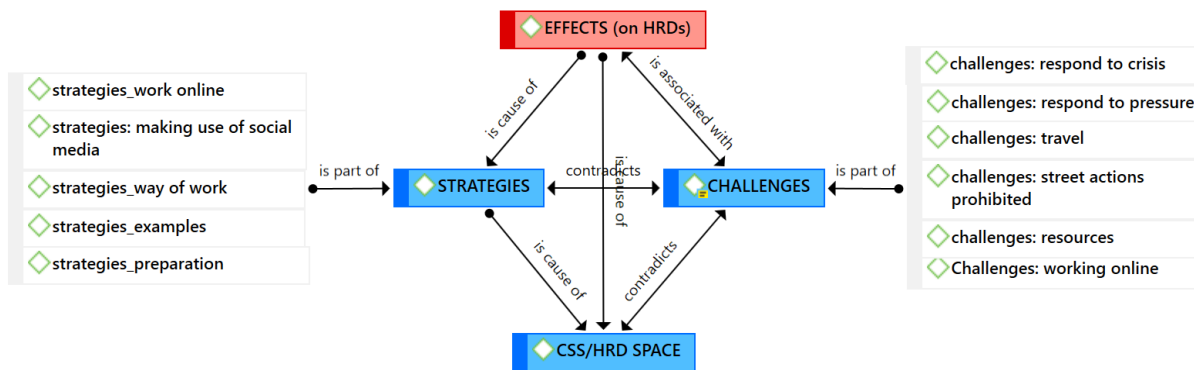 EFFECTS (on HRDs)
strategies_work online
strategies: making use of social
media
strategies_way of work
strategies_examples
strategies_preparation
is part of
STRATEGIES
is cause of
is associated with
contradicts
is cause of
CHALLENGES
is part of
challenges: respond to crisis
challenges: respond to pressure
challenges: travel
challenges: street actions
prohibited
challenges: resources
Challenges: working online
is cause of
contradicts
CSS/HRD SPACE